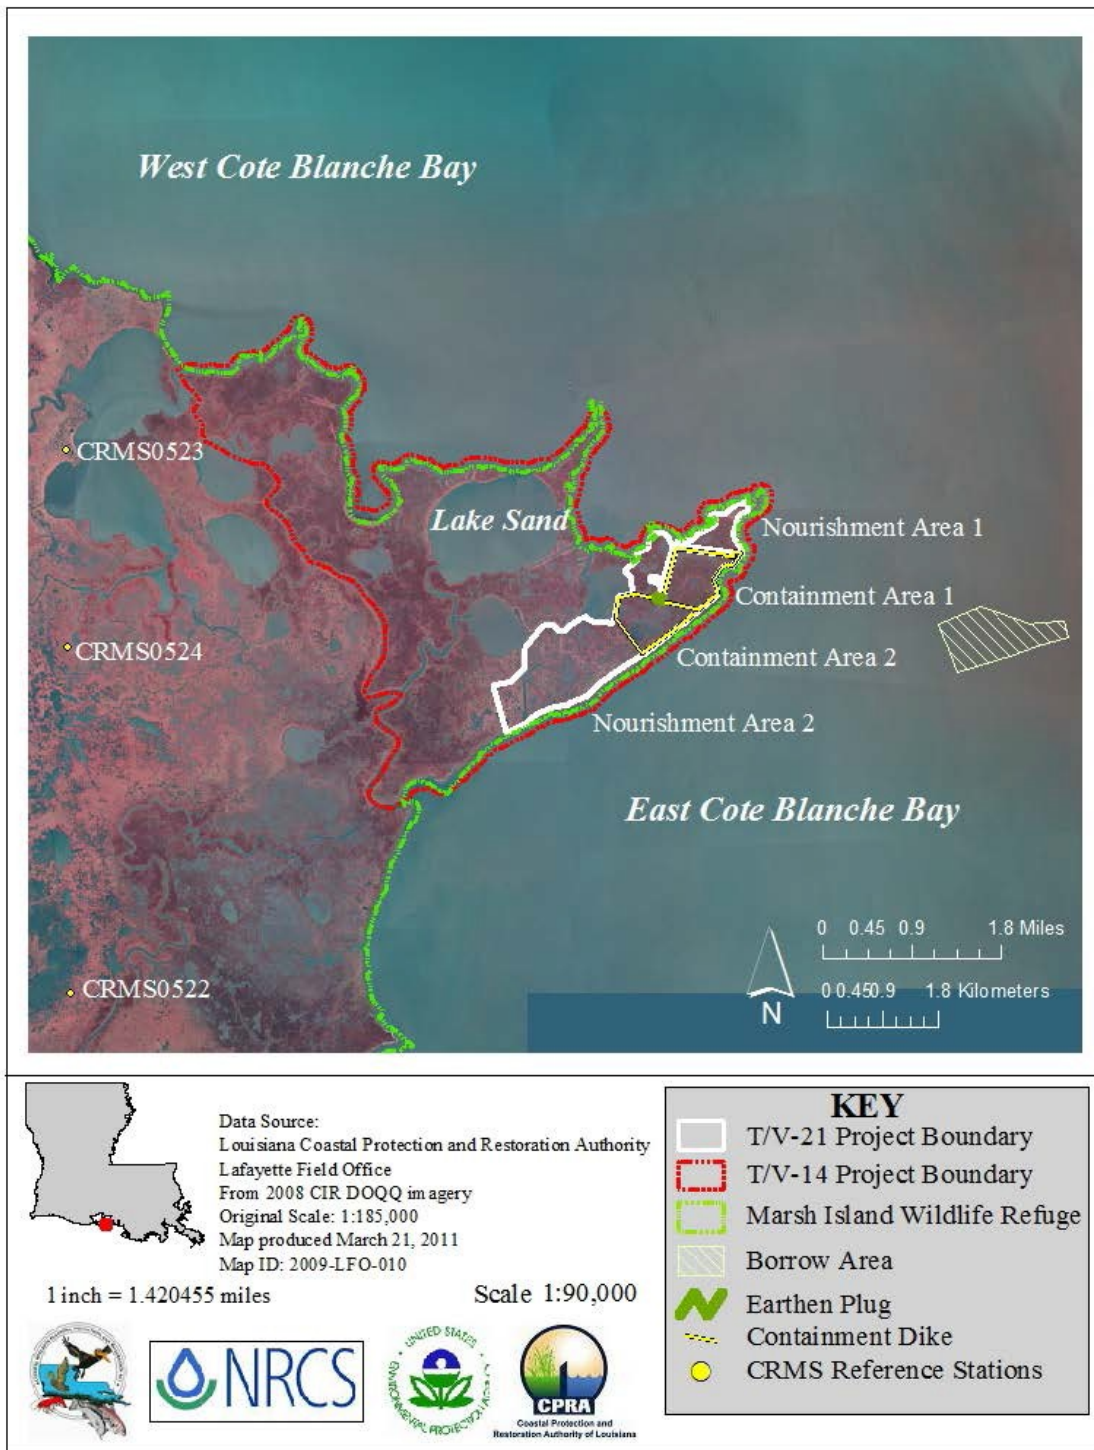 West Cote Blanche Bay
CRMS0523
Lake Sand
Nourishment Area 1
Containment Area 1
CRMS0524
Containment Area 2
Nourishment Area 2
East Cote Blanche Bay
0 0.45 0.9 1.8 Miles
CRMS0522
0 0.45 0.9 1.8 Kilometers
N
Data Source:
Louisiana Coastal Protection and Restoration Authority
Lafayette Field Office
From 2008 CIR DOQQ imagery
Original Scale: 1:185,000
Map produced March 21, 2011
Map ID: 2009-LFO-010
1 inch = 1.420455 miles
Scale 1:90,000
KEY
T/V-21 Project Boundary
T/V-14 Project Boundary
Marsh Island Wildlife Refuge
Borrow Area
Earthen Plug
Containment Dike
CRMS Reference Stations
NRCS
UNITED STATES
ENVIRONMENTAL PROTECTION
CPRA
Coastal Protection and
Restoration Authority of Louisiana